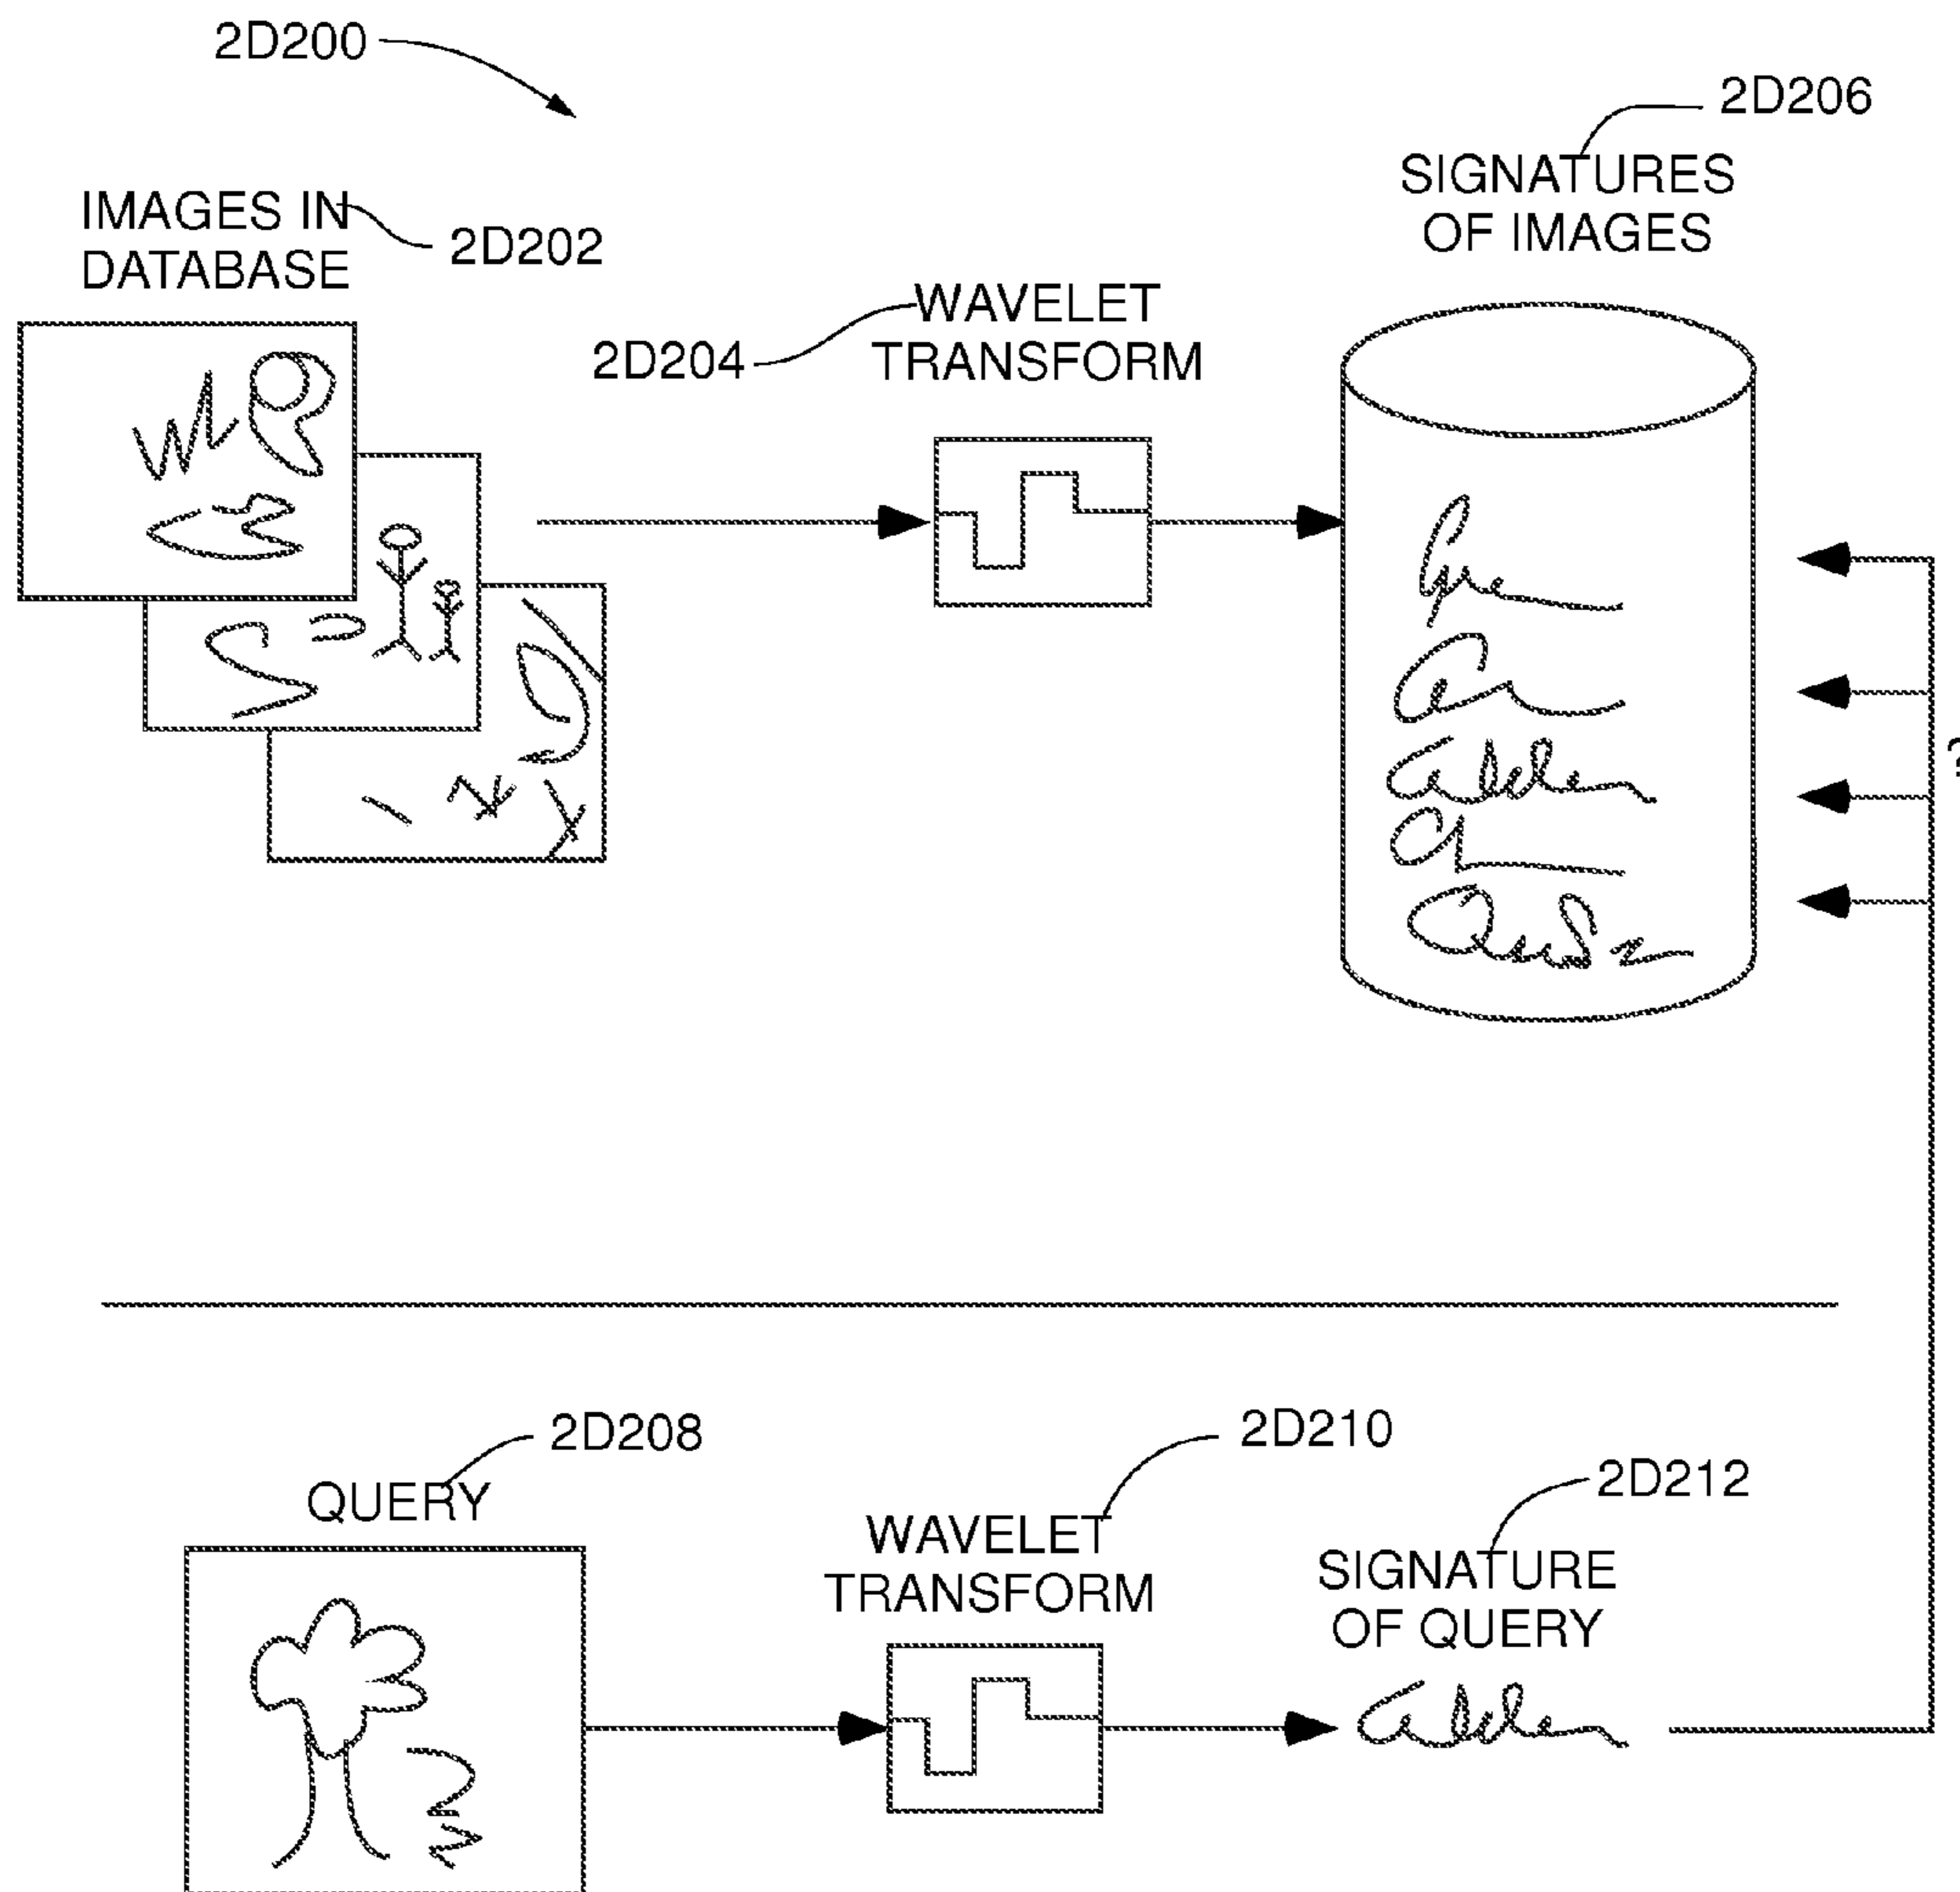 2D200
2D206
SIGNATURES
OF IMAGES
IMAGES IN
DATABASE
2D202
WAVELET
TRANSFORM
2D204
?
2D208
QUERY
2D210
WAVELET
TRANSFORM
2D212
SIGNATURE
OF QUERY